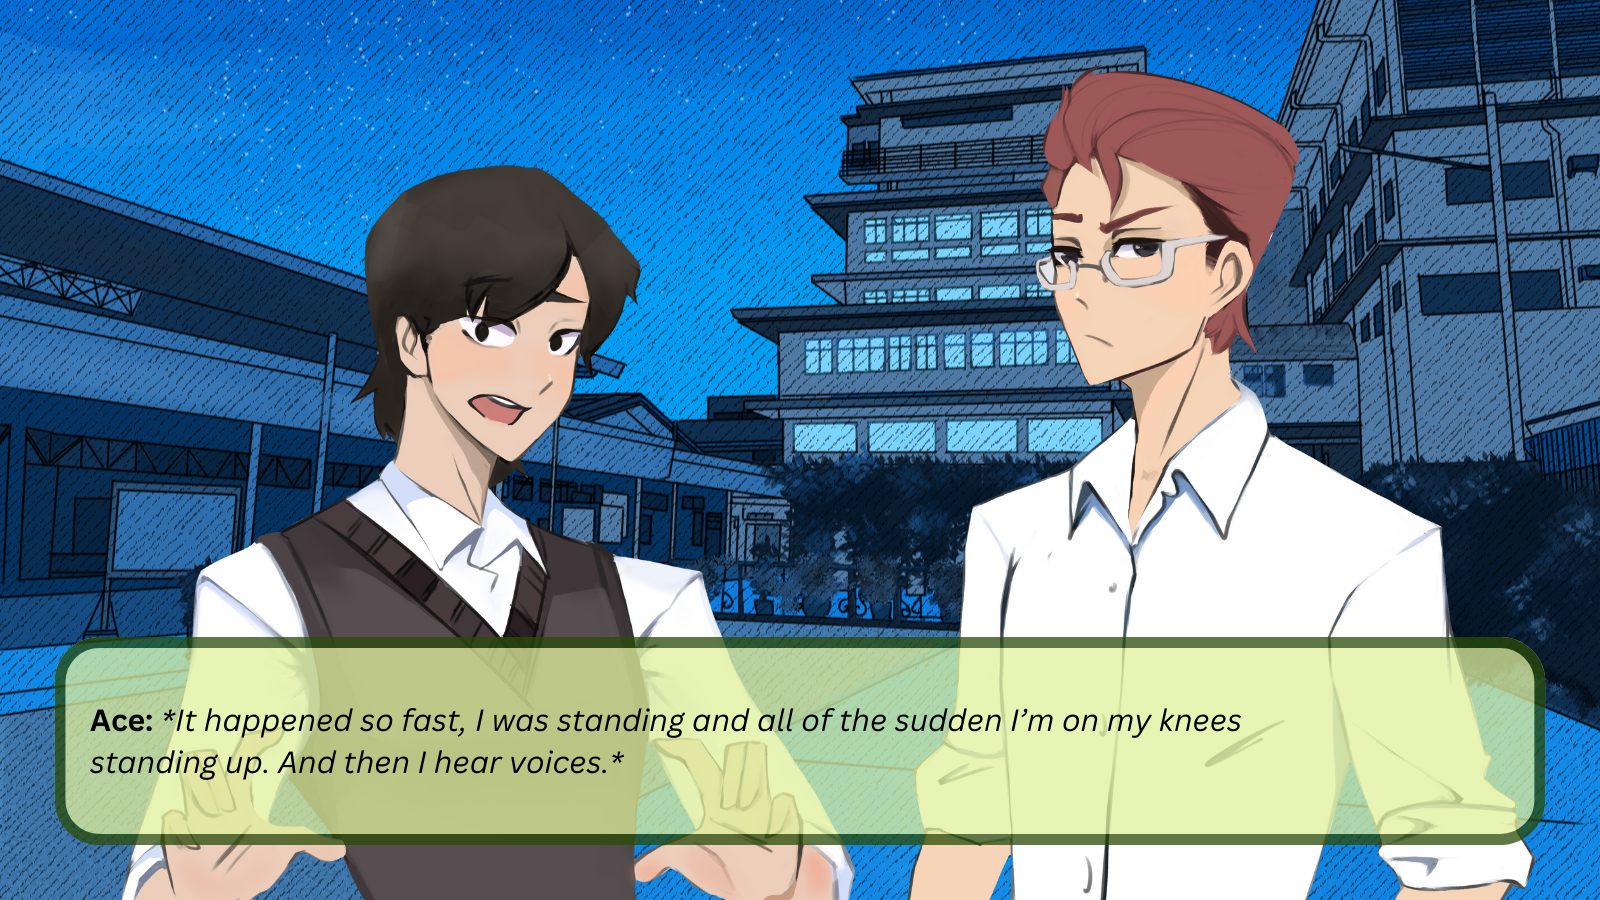 Ace: *It happened so fast, I was standing and all of the sudden I’m on my knees
standing up. And then I hear voices.*